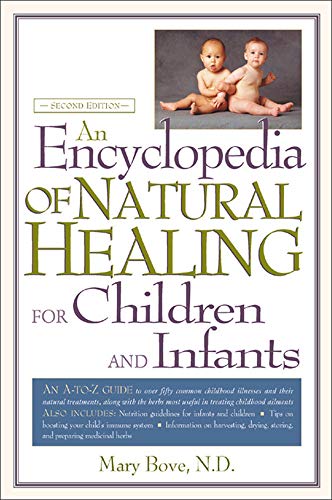 — SECOND EDITION —
An
Encyclopedia
OF NATURAL
HEALING
FOR Children
AND Infants
AN A-TO-Z GUIDE to over fifty common childhood illnesses and their
natural treatments, along with the herbs most useful in treating childhood ailments
ALSO INCLUDES: Nutrition guidelines for infants and children ▪ Tips on
boosting your child's immune system ▪ Information on harvesting, drying, storing,
and preparing medicinal herbs
Mary Bove, N.D.